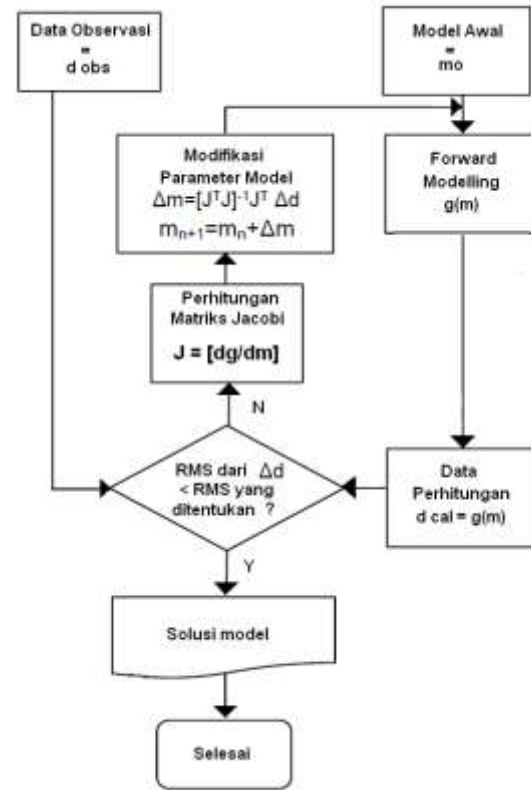 Data Observasi
=
d obs
Model Awal
=
mo
Modifikasi
Parameter Model
Δm=[JᵀJ]⁻¹Jᵀ Δd
mₙ₊₁=mₙ+Δm
Forward
Modelling
g(m)
Perhitungan
Matriks Jacobi
J = [dg/dm]
N
RMS dari Δd
< RMS yang
ditentukan ?
Data
Perhitungan
d cal = g(m)
Y
Solusi model
Selesai